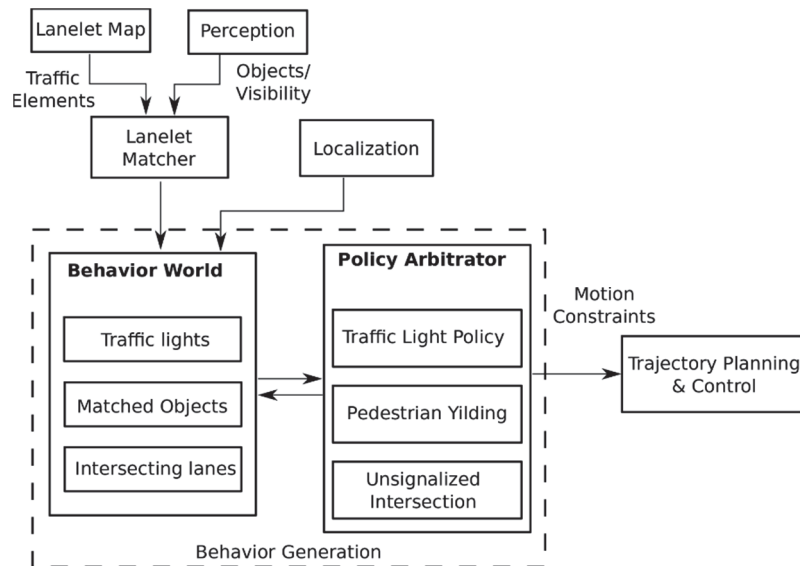 Lanelet Map
Perception
Traffic
Elements
Objects/
Visibility
Lanelet
Matcher
Localization
Behavior World
Policy Arbitrator
Traffic lights
Matched Objects
Intersecting lanes
Traffic Light Policy
Pedestrian Yilding
Unsignalized
Intersection
Motion
Constraints
Trajectory Planning
& Control
Behavior Generation